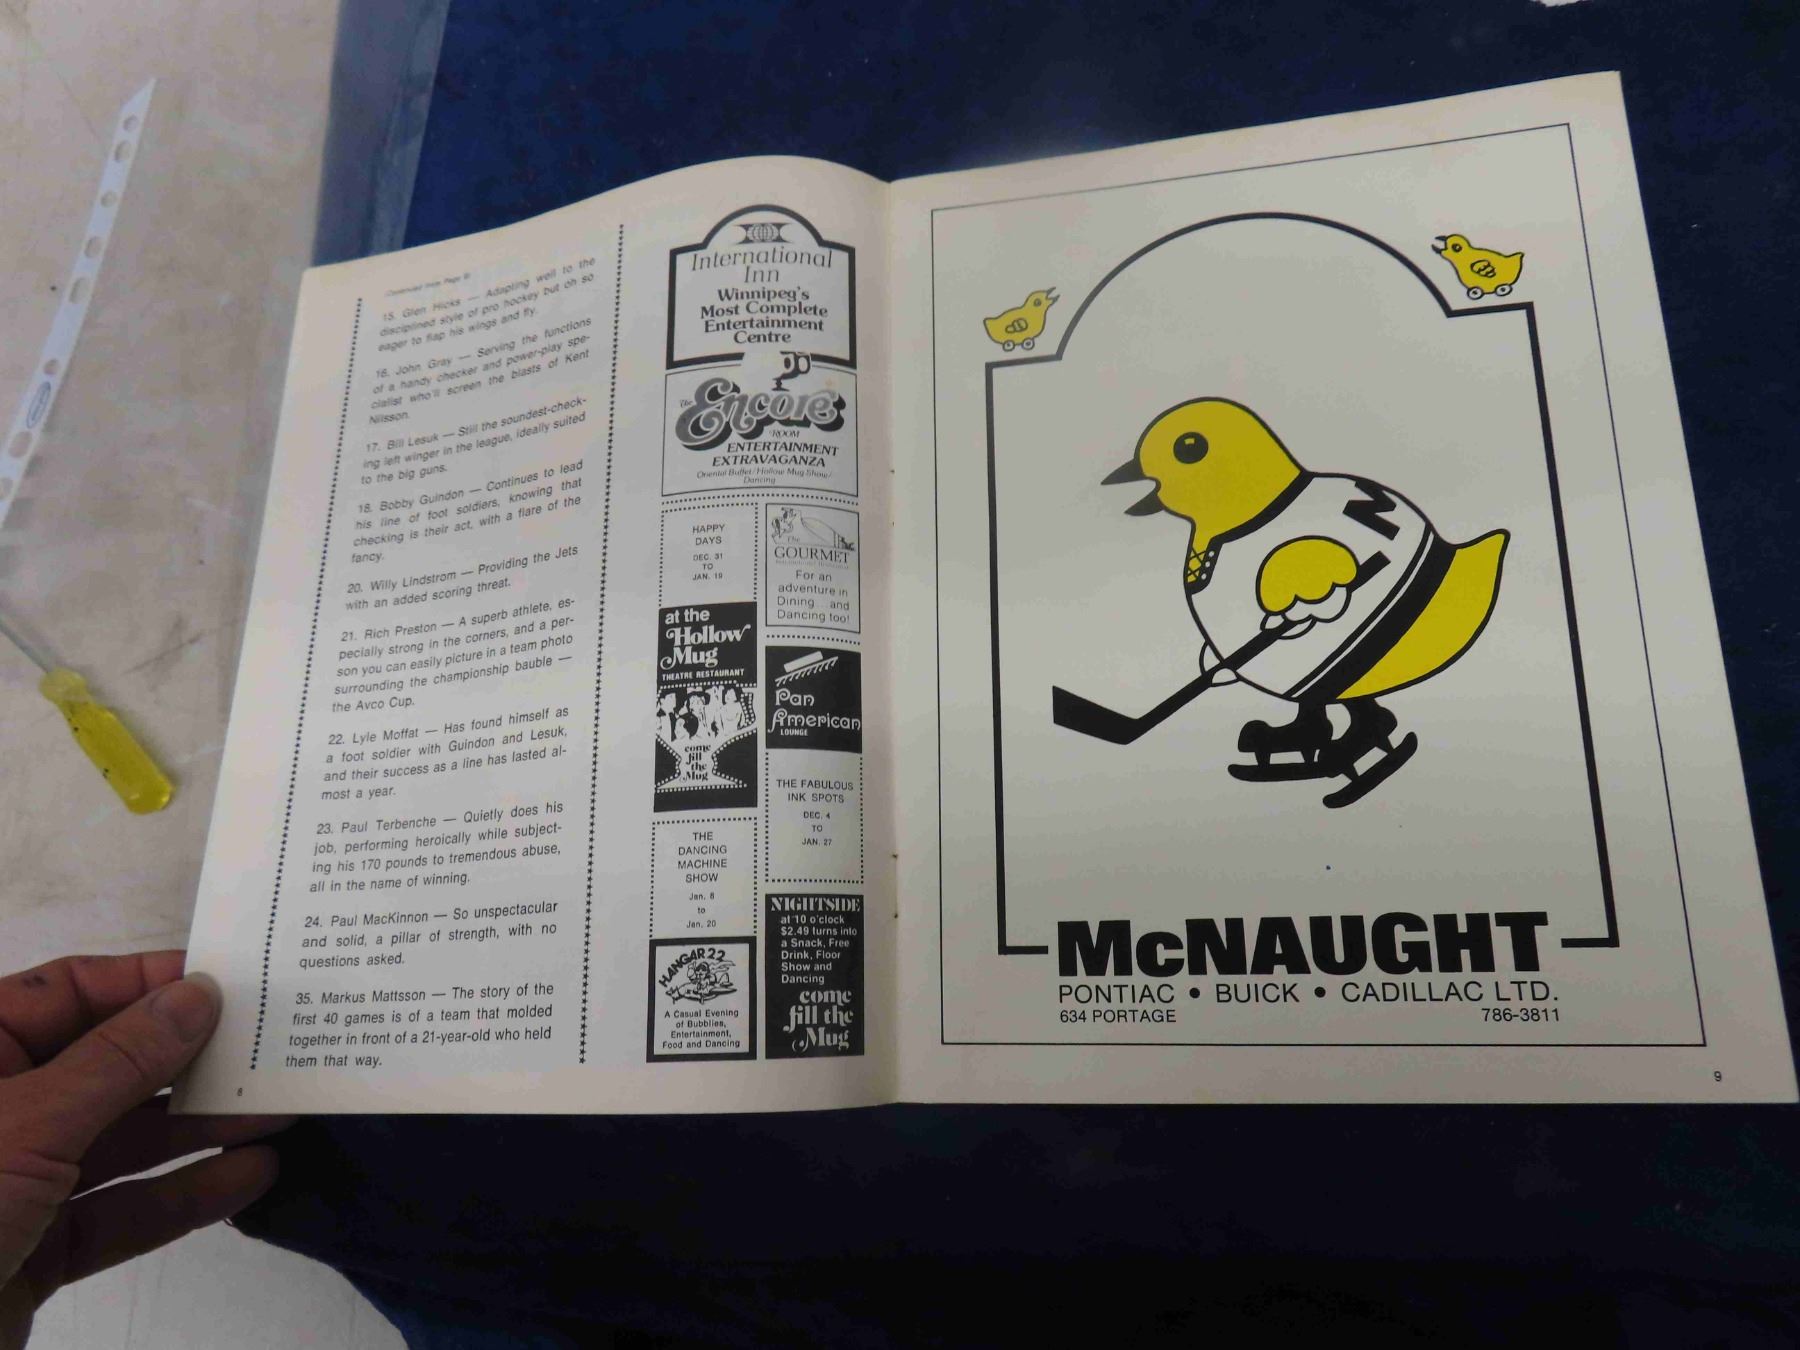 (Continued from Page 6)
15. Glen Hicks — Adapting well to the
disciplined style of pro hockey but oh so
eager to flap his wings and fly.
16. John Gray — Serving the functions
of a handy checker and power-play spe-
cialist who'll screen the blasts of Kent
Nilsson.
17. Bill Lesuk — Still the soundest-check-
ing left winger in the league, ideally suited
to the big guns.
18. Bobby Guindon — Continues to lead
his line of foot soldiers, knowing that
checking is their act, with a flare of the
fancy.
20. Willy Lindstrom — Providing the Jets
with an added scoring threat.
21. Rich Preston — A superb athlete, es-
pecially strong in the corners, and a per-
son you can easily picture in a team photo
surrounding the championship bauble —
the Avco Cup.
22. Lyle Moffat — Has found himself as
a foot soldier with Guindon and Lesuk,
and their success as a line has lasted al-
most a year.
23. Paul Terbenche — Quietly does his
job, performing heroically while subject-
ing his 170 pounds to tremendous abuse,
all in the name of winning.
24. Paul MacKinnon — So unspectacular
and solid, a pillar of strength, with no
questions asked.
35. Markus Mattsson — The story of the
first 40 games is of a team that molded
together in front of a 21-year-old who held
them that way.
8
International
Inn
Winnipeg's
Most Complete
Entertainment
Centre
The
Encore
ROOM
ENTERTAINMENT
EXTRAVAGANZA
Oriental Buffet/Hollow Mug Show/
Dancing
HAPPY
DAYS
DEC. 31
TO
JAN. 19
at the
Hollow
Mug
THEATRE RESTAURANT
come
fill
the
Mug
THE
DANCING
MACHINE
SHOW
Jan. 8
to
Jan. 20
HANGAR 22
A Casual Evening
of Bubblies,
Entertainment,
Food and Dancing
The
GOURMET
For an
adventure in
Dining... and
Dancing too!
Pan
American
LOUNGE
THE FABULOUS
INK SPOTS
DEC. 4
TO
JAN. 27
NIGHTSIDE
at 10 o'clock
$2.49 turns into
a Snack, Free
Drink, Floor
Show and
Dancing
come
fill the
Mug
N
McNAUGHT
PONTIAC • BUICK • CADILLAC LTD.
634 PORTAGE 786-3811
9